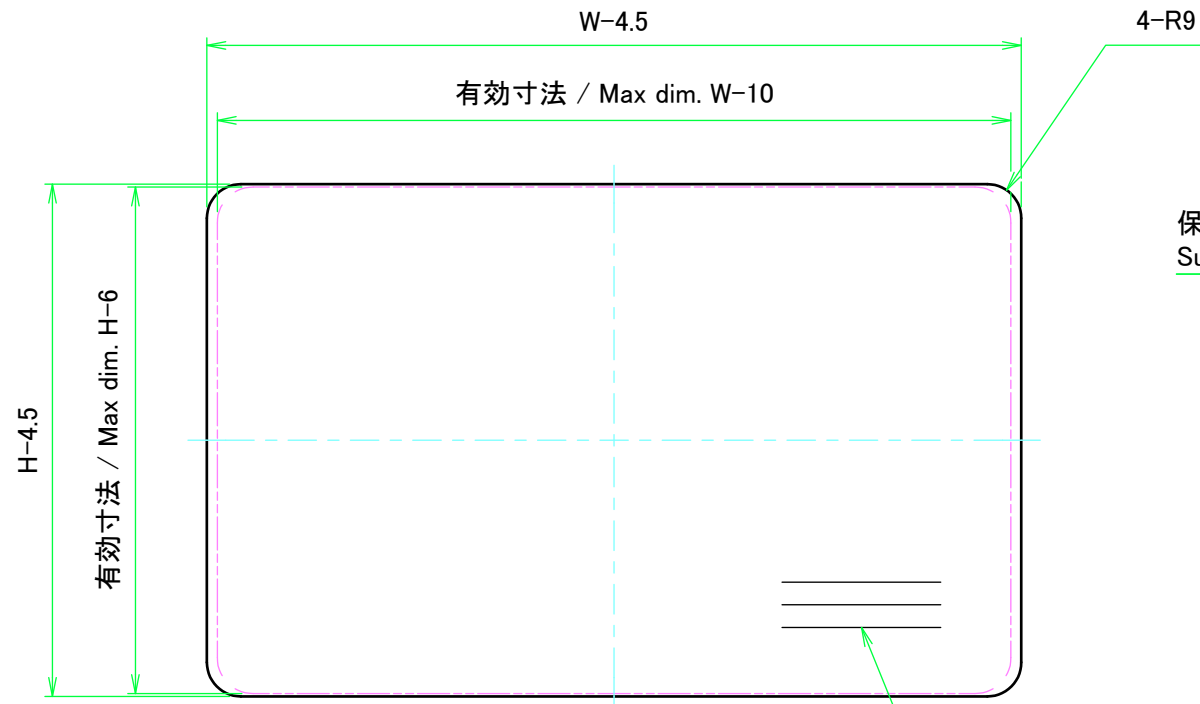 W-4.5
4-R9
有効寸法 / Max dim. W-10
保
Su
有効寸法 / Max dim. H-6
H-4.5